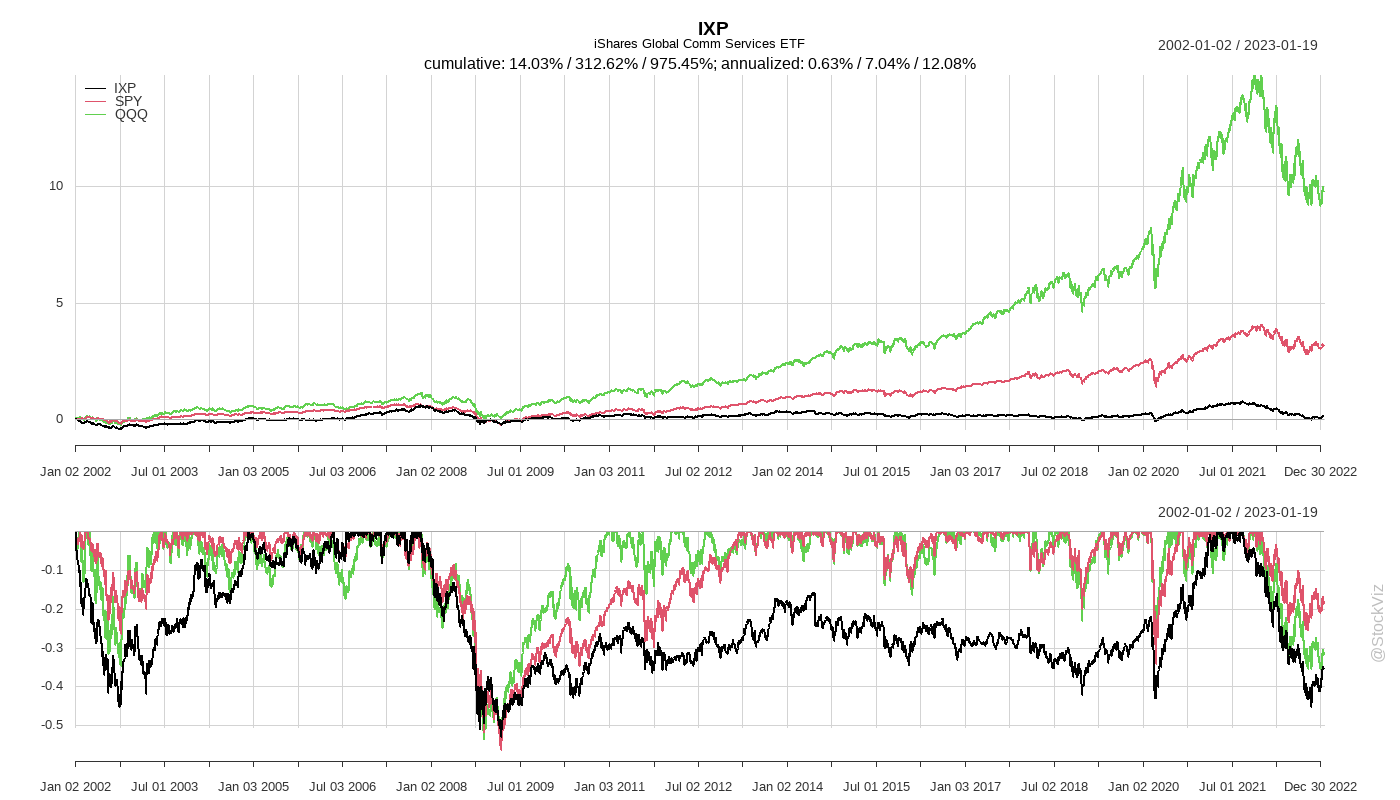 IXP
iShares Global Comm Services ETF
2002-01-02 / 2023-01-19
cumulative: 14.03% / 312.62% / 975.45%; annualized: 0.63% / 7.04% / 12.08%
IXP
SPY
QQQ
10
5
0
Jan 02 2002 Jul 01 2003 Jan 03 2005 Jul 03 2006 Jan 02 2008 Jul 01 2009 Jan 03 2011 Jul 02 2012 Jan 02 2014 Jul 01 2015 Jan 03 2017 Jul 02 2018 Jan 02 2020 Jul 01 2021 Dec 30 2022
2002-01-02 / 2023-01-19
-0.1
-0.2
-0.3
-0.4
-0.5
Jan 02 2002 Jul 01 2003 Jan 03 2005 Jul 03 2006 Jan 02 2008 Jul 01 2009 Jan 03 2011 Jul 02 2012 Jan 02 2014 Jul 01 2015 Jan 03 2017 Jul 02 2018 Jan 02 2020 Jul 01 2021 Dec 30 2022
@StockViz